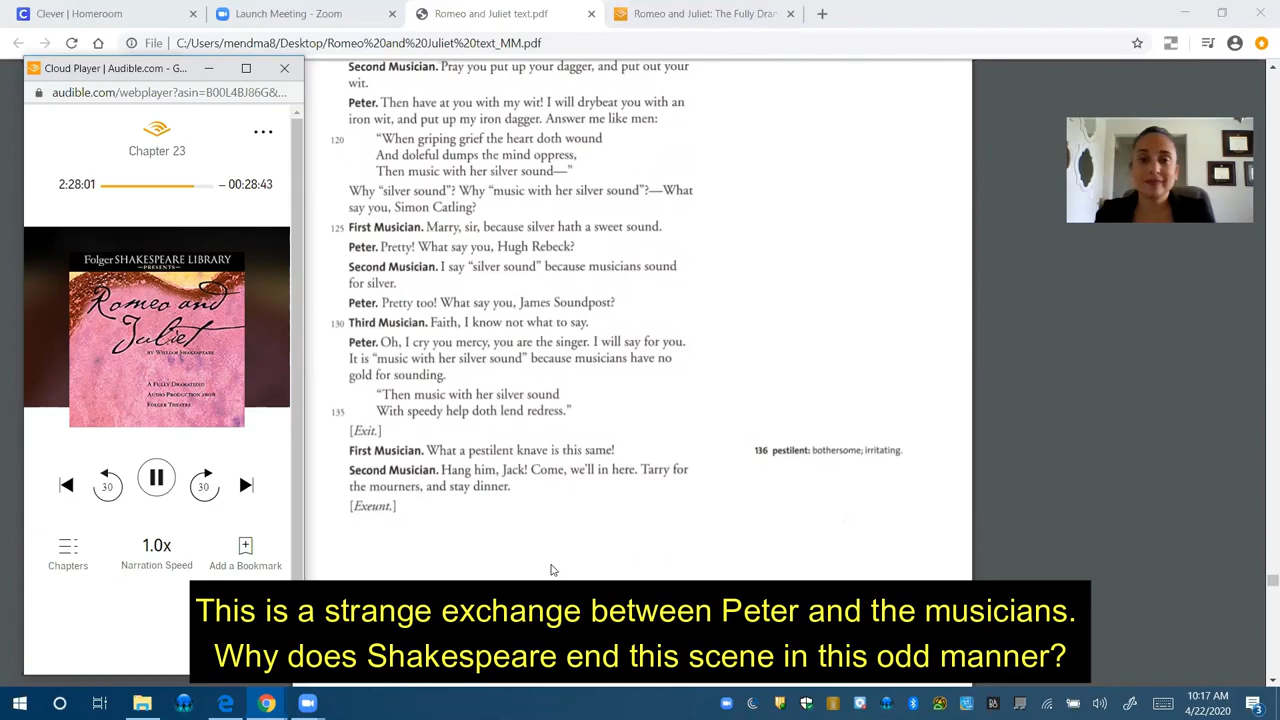 Clever | Homeroom
Launch Meeting - Zoom
Romeo and Juliet text.pdf
Romeo and Juliet: The Fully Dra
File
C:/Users/mendma8/Desktop/Romeo%20and%20Juliet%20text_MM.pdf
Cloud Player | Audible.com - G...
audible.com/webplayer?asin=B00L4BJ86G&...
Chapter 23
2:28:01
– 00:28:43
Folger SHAKESPEARE LIBRARY
PRESENTS
Romeo and
Juliet
BY WILLIAM SHAKESPEARE
A FULLY DRAMATIZED
AUDIO PRODUCTION FROM
FOLGER THEATRE
30
30
Chapters
1.0x
Narration Speed
Add a Bookmark
Second Musician. Pray you put up your dagger, and put out your
wit.
Peter. Then have at you with my wit! I will drybeat you with an
iron wit, and put up my iron dagger. Answer me like men:
120 “When griping grief the heart doth wound
And doleful dumps the mind oppress,
Then music with her silver sound—”
Why “silver sound”? Why “music with her silver sound”?—What
say you, Simon Catling?
125 First Musician. Marry, sir, because silver hath a sweet sound.
Peter. Pretty! What say you, Hugh Rebeck?
Second Musician. I say “silver sound” because musicians sound
for silver.
Peter. Pretty too! What say you, James Soundpost?
130 Third Musician. Faith, I know not what to say.
Peter. Oh, I cry you mercy, you are the singer. I will say for you.
It is “music with her silver sound” because musicians have no
gold for sounding.
“Then music with her silver sound
135 With speedy help doth lend redress.”
[Exit.]
First Musician. What a pestilent knave is this same!
136 pestilent: bothersome; irritating.
Second Musician. Hang him, Jack! Come, we’ll in here. Tarry for
the mourners, and stay dinner.
[Exeunt.]
This is a strange exchange between Peter and the musicians.
Why does Shakespeare end this scene in this odd manner?
10:17 AM
4/22/2020
3